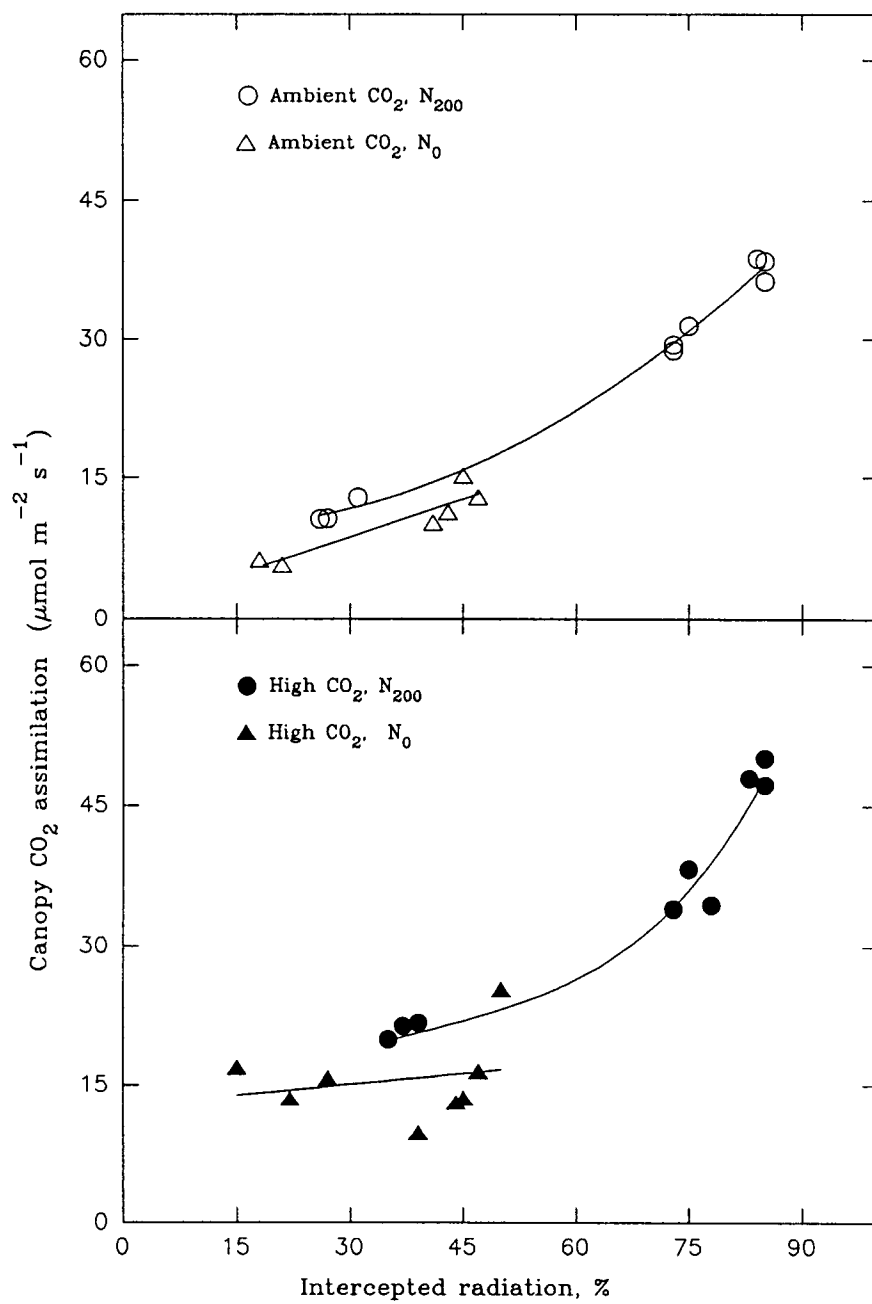 60
45
30
15
0
○ Ambient CO₂, N₂₀₀
△ Ambient CO₂, N₀
Canopy CO₂ assimilation (μmol m⁻² s⁻¹)
60
45
30
15
0
● High CO₂, N₂₀₀
▲ High CO₂, N₀
0 15 30 45 60 75 90
Intercepted radiation, %